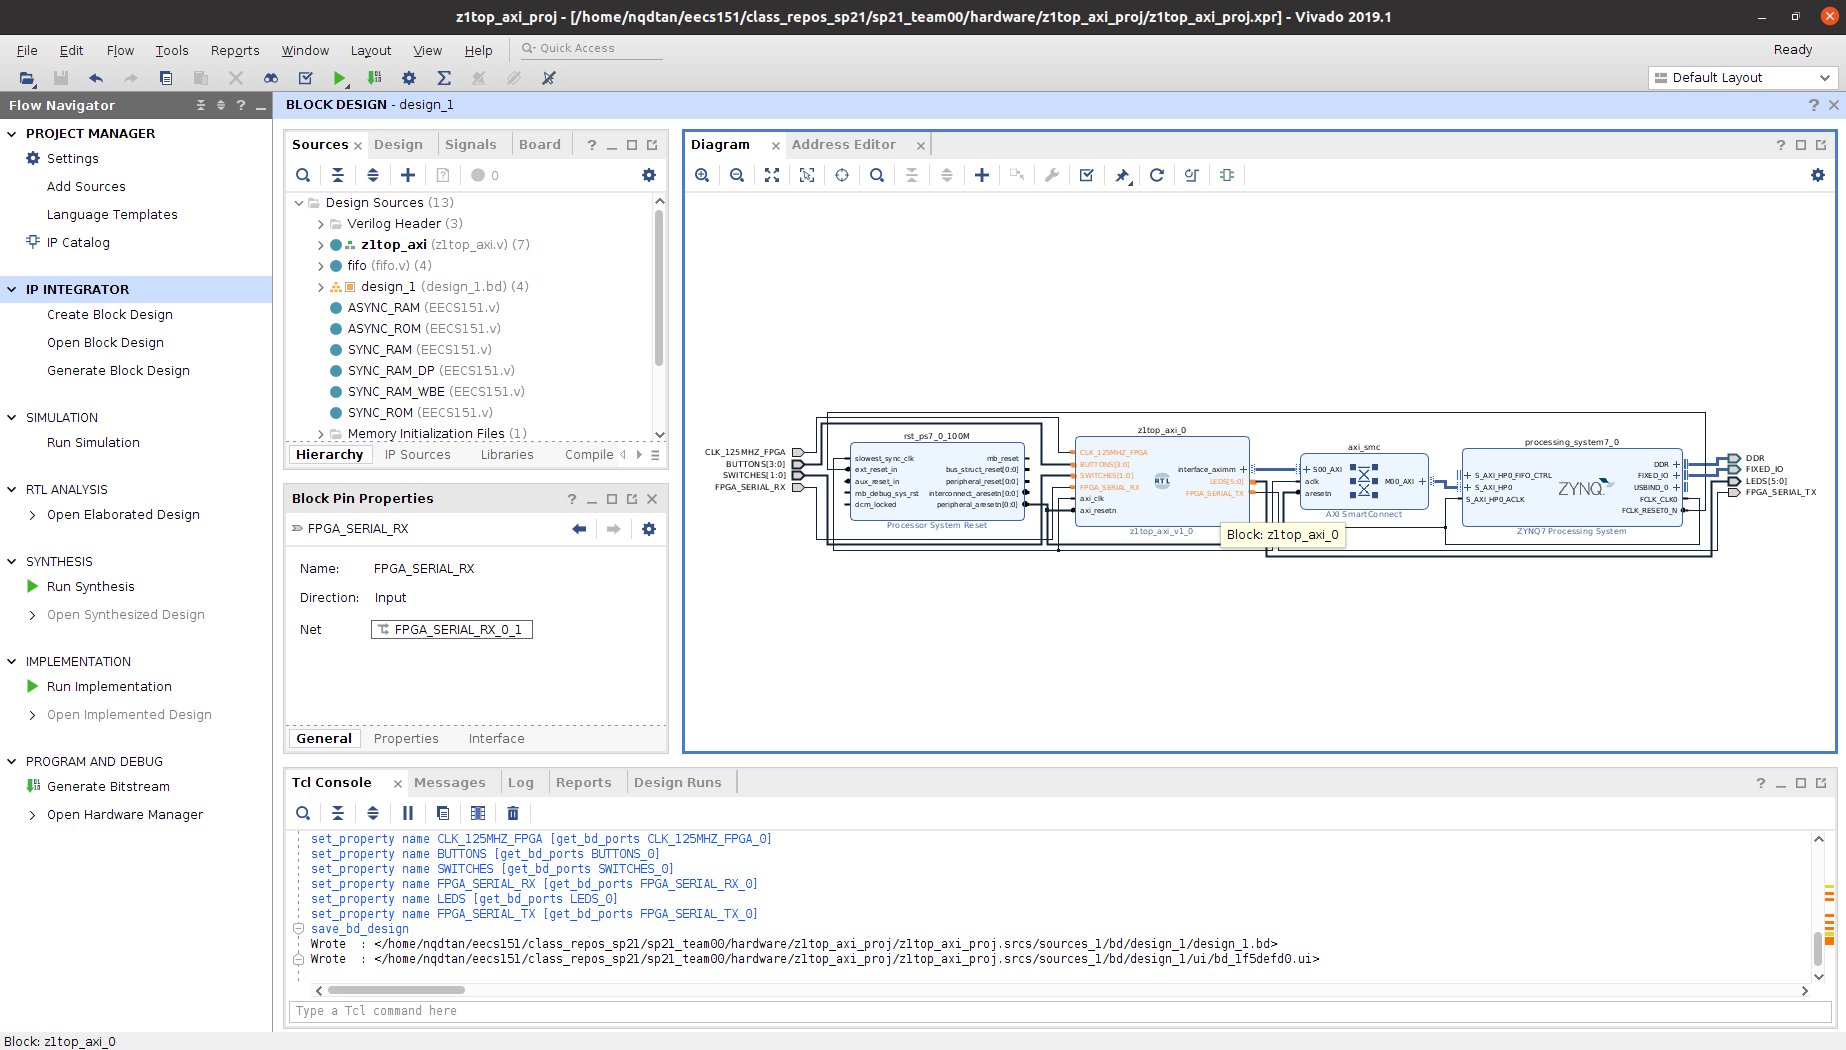 z1top_axi_proj - [/home/nqdtan/eecs151/class_repos_sp21/sp21_team00/hardware/z1top_axi_proj/z1top_axi_proj.xpr] - Vivado 2019.1
File Edit Flow Tools Reports Window Layout View Help Quick Access Ready
Default Layout
Flow Navigator
PROJECT MANAGER
Settings
Add Sources
Language Templates
IP Catalog
IP INTEGRATOR
Create Block Design
Open Block Design
Generate Block Design
SIMULATION
Run Simulation
RTL ANALYSIS
Open Elaborated Design
SYNTHESIS
Run Synthesis
Open Synthesized Design
IMPLEMENTATION
Run Implementation
Open Implemented Design
PROGRAM AND DEBUG
Generate Bitstream
Open Hardware Manager
BLOCK DESIGN - design_1
Sources Design Signals Board
0
Design Sources (13)
Verilog Header (3)
z1top_axi (z1top_axi.v) (7)
fifo (fifo.v) (4)
design_1 (design_1.bd) (4)
ASYNC_RAM (EECS151.v)
ASYNC_ROM (EECS151.v)
SYNC_RAM (EECS151.v)
SYNC_RAM_DP (EECS151.v)
SYNC_RAM_WBE (EECS151.v)
SYNC_ROM (EECS151.v)
Memory Initialization Files (1)
Hierarchy IP Sources Libraries Compile
Block Pin Properties
FPGA_SERIAL_RX
Name: FPGA_SERIAL_RX
Direction: Input
Net FPGA_SERIAL_RX_0_1
General Properties Interface
Diagram Address Editor
CLK_125MHZ_FPGA
BUTTONS[3:0]
SWITCHES[1:0]
FPGA_SERIAL_RX
rst_ps7_0_100M
slowest_sync_clk
ext_reset_in
aux_reset_in
mb_debug_sys_rst
dcm_locked
mb_reset
bus_struct_reset[0:0]
peripheral_reset[0:0]
interconnect_aresetn[0:0]
peripheral_aresetn[0:0]
Processor System Reset
z1top_axi_0
CLK_125MHZ_FPGA
BUTTONS[3:0]
SWITCHES[1:0]
FPGA_SERIAL_RX
axi_clk
axi_resetn
RTL
interface_aximm
LEDS[5:0]
FPGA_SERIAL_TX
z1top_axi_v1_0
Block: z1top_axi_0
axi_smc
S00_AXI
aclk
aresetn
M00_AXI
AXI SmartConnect
processing_system7_0
S_AXI_HP0_FIFO_CTRL
S_AXI_HP0
S_AXI_HP0_ACLK
ZYNQ
DDR
FIXED_IO
USBIND_0
FCLK_CLK0
FCLK_RESET0_N
ZYNQ7 Processing System
DDR
FIXED_IO
LEDS[5:0]
FPGA_SERIAL_TX
Tcl Console Messages Log Reports Design Runs
set_property name CLK_125MHZ_FPGA [get_bd_ports CLK_125MHZ_FPGA_0]
set_property name BUTTONS [get_bd_ports BUTTONS_0]
set_property name SWITCHES [get_bd_ports SWITCHES_0]
set_property name FPGA_SERIAL_RX [get_bd_ports FPGA_SERIAL_RX_0]
set_property name LEDS [get_bd_ports LEDS_0]
set_property name FPGA_SERIAL_TX [get_bd_ports FPGA_SERIAL_TX_0]
save_bd_design
Wrote : </home/nqdtan/eecs151/class_repos_sp21/sp21_team00/hardware/z1top_axi_proj/z1top_axi_proj.srcs/sources_1/bd/design_1/design_1.bd>
Wrote : </home/nqdtan/eecs151/class_repos_sp21/sp21_team00/hardware/z1top_axi_proj/z1top_axi_proj.srcs/sources_1/bd/design_1/ui/bd_1f5defd0.ui>
Type a Tcl command here
Block: z1top_axi_0